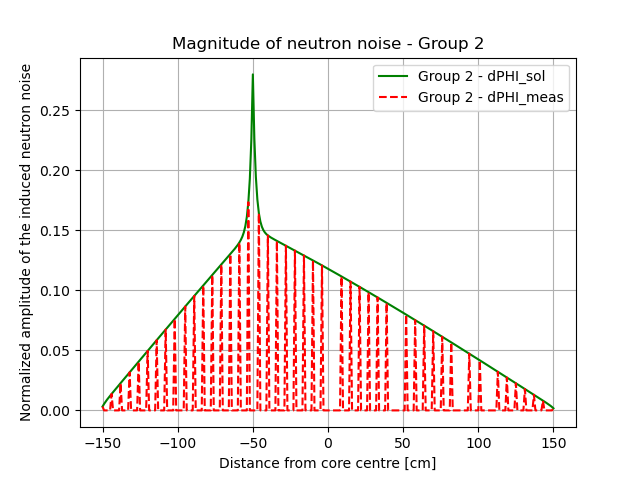 Magnitude of neutron noise - Group 2
Group 2 - dPHI_sol
Group 2 - dPHI_meas
Normalized amplitude of the induced neutron noise
0.25
0.20
0.15
0.10
0.05
0.00
−150 −100 −50 0 50 100 150
Distance from core centre [cm]